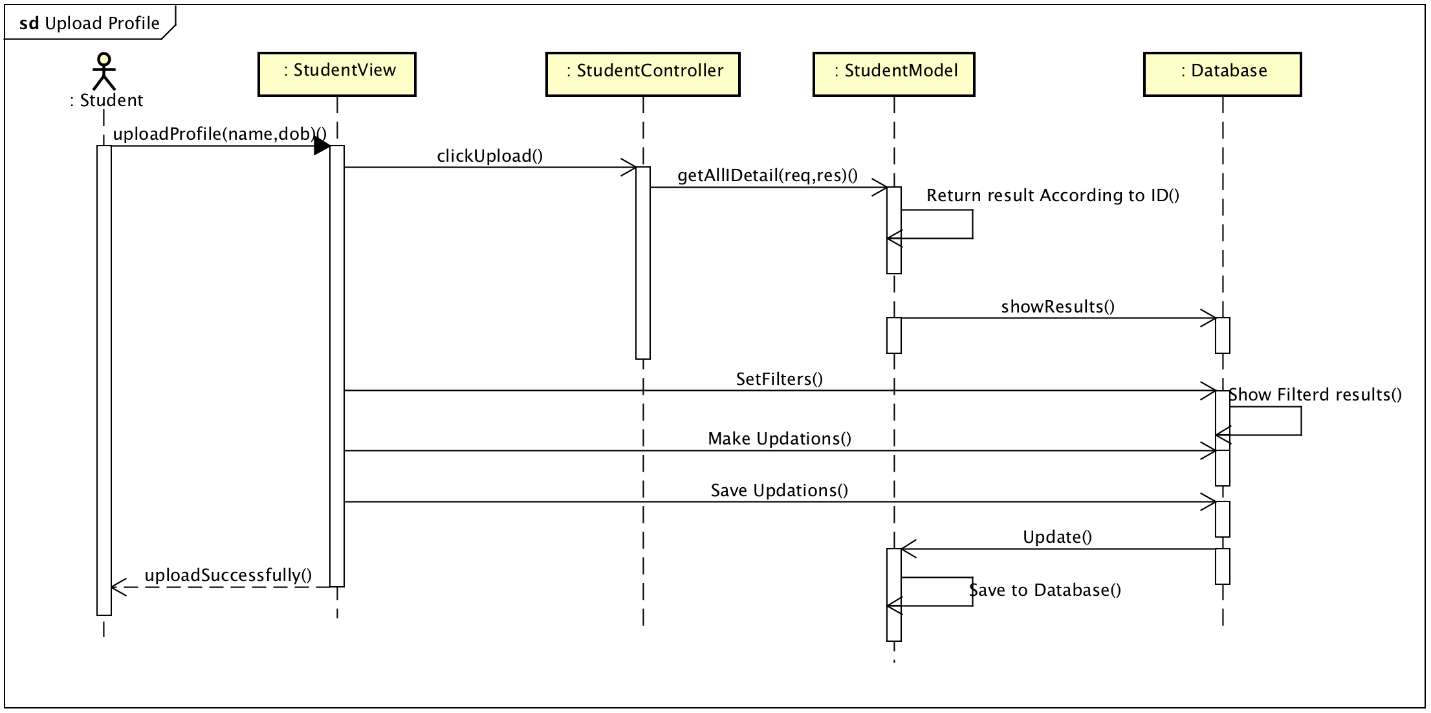 sd Upload Profile
: Student
: StudentView
: StudentController
: StudentModel
: Database
uploadProfile(name,dob)()
clickUpload()
getAllIDetail(req,res)()
Return result According to ID()
showResults()
SetFilters()
Show Filterd results()
Make Updations()
Save Updations()
Update()
uploadSuccessfully()
Save to Database()